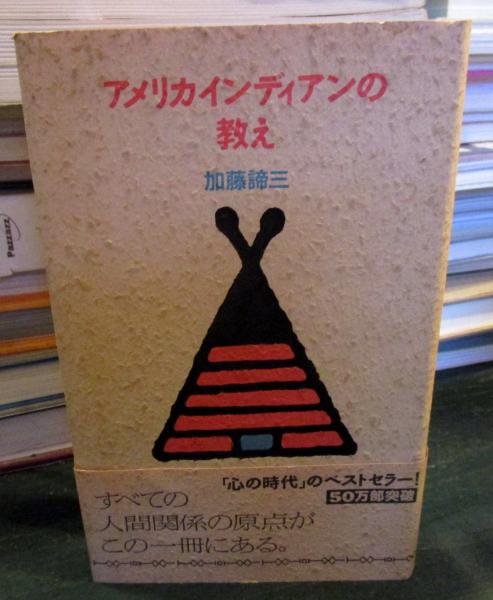 アメリカインディアンの
教え
加藤諦三
「心の時代」のベストセラー!
50万部突破
すべての
人間関係の原点が
この一冊にある。
Pazzazz